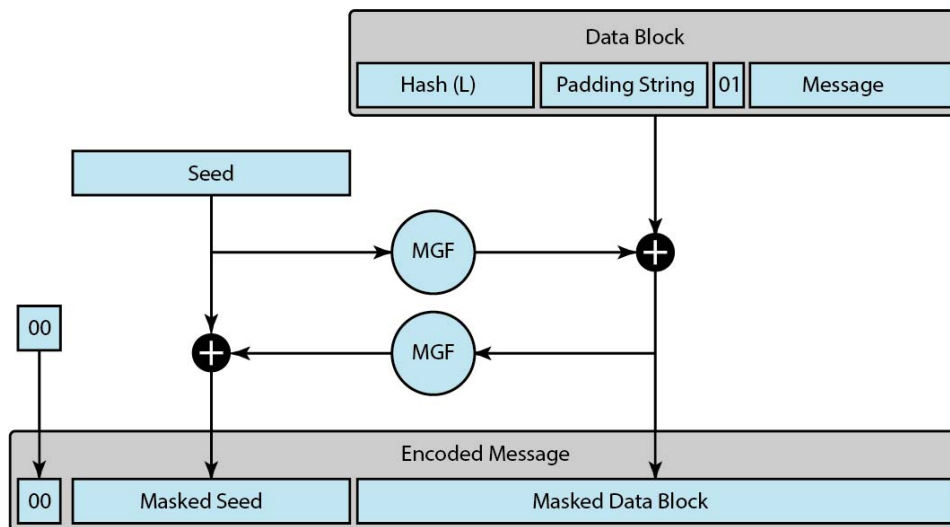 Data Block
Hash (L) Padding String 01 Message
Seed
MGF
00
MGF
Encoded Message
00 Masked Seed Masked Data Block